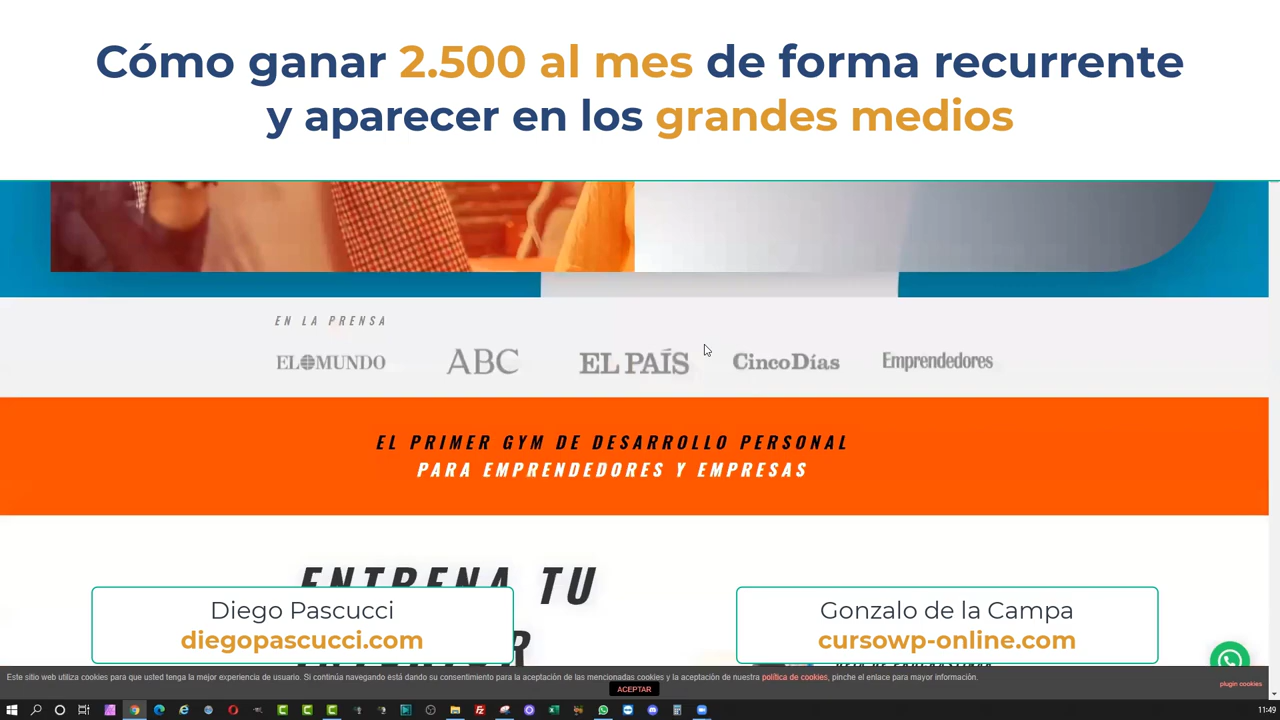 Cómo ganar 2.500 al mes de forma recurrente
y aparecer en los grandes medios
EN LA PRENSA
EL MUNDO
ABC
EL PAÍS
CincoDías
Emprendedores
EL PRIMER GYM DE DESARROLLO PERSONAL
PARA EMPRENDEDORES Y EMPRESAS
ENTRENA TU
Diego Pascucci
diegopascucci.com
Gonzalo de la Campa
cursowp-online.com
Este sitio web utiliza cookies para que usted tenga la mejor experiencia de usuario. Si continúa navegando está dando su consentimiento para la aceptación de las mencionadas cookies y la aceptación de nuestra política de cookies, pinche el enlace para mayor información.
ACEPTAR
plugin cookies
11:49